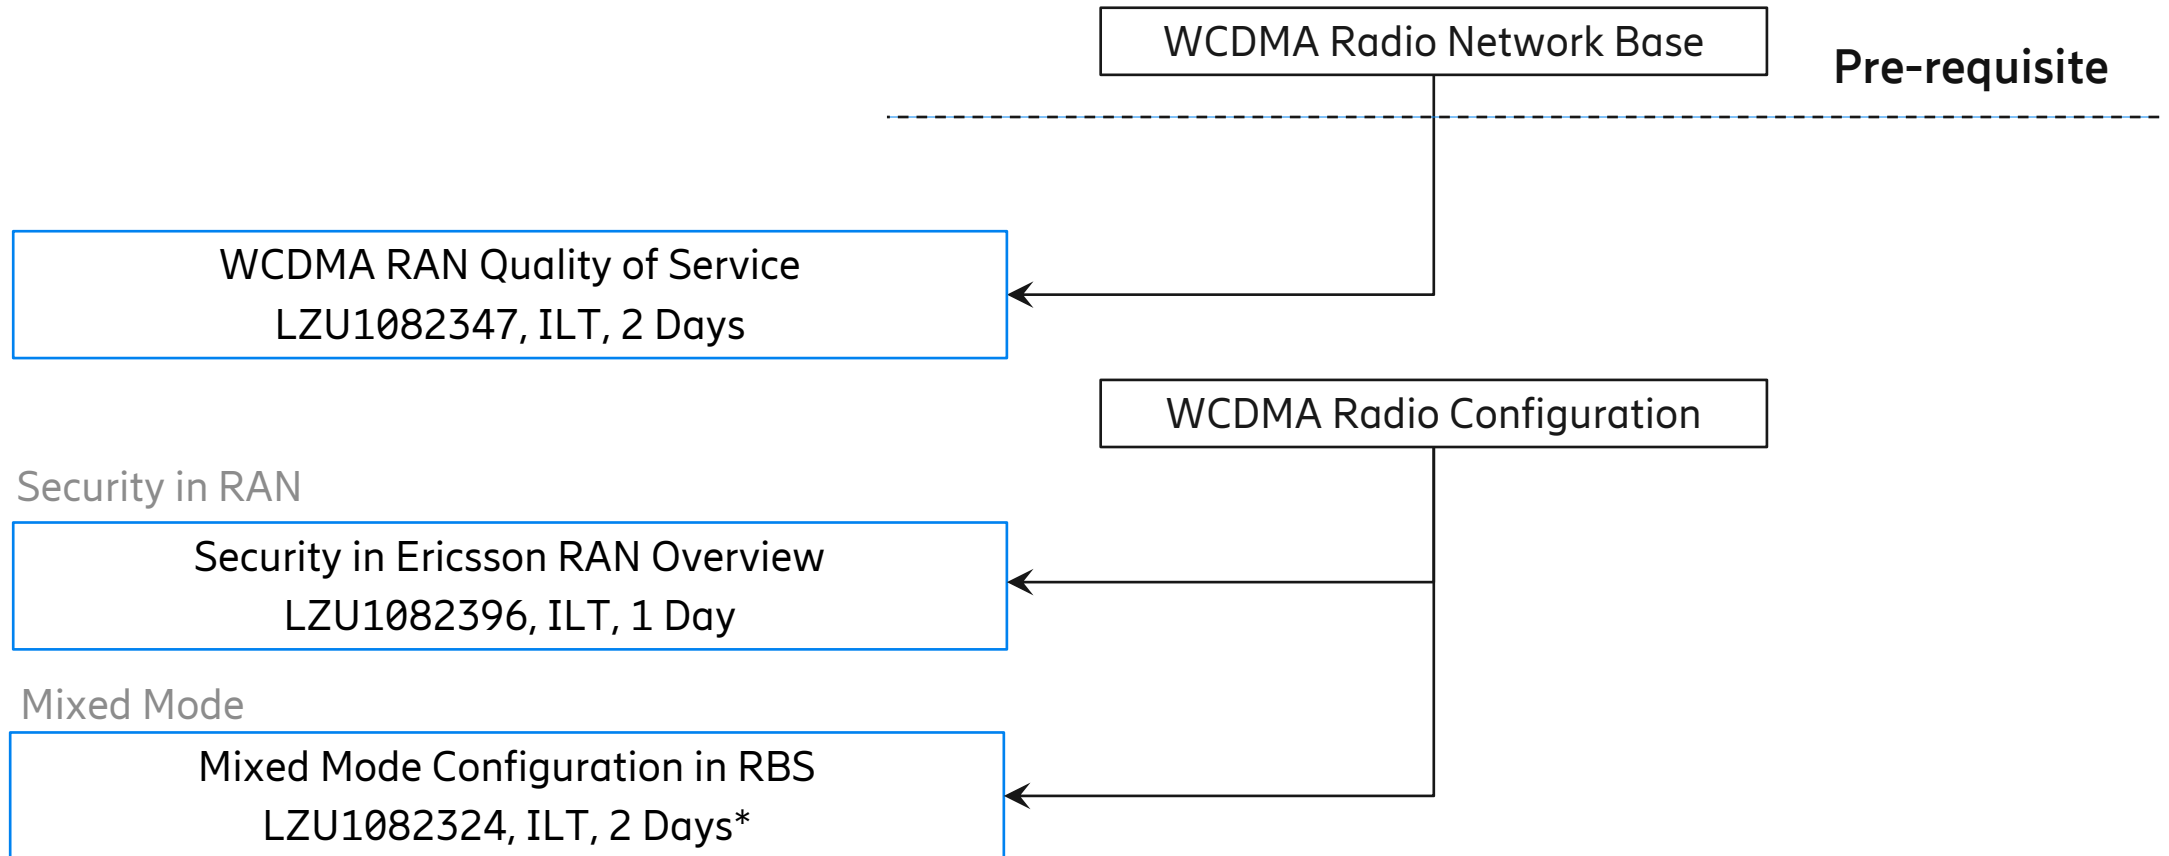 WCDMA Radio Network Base
Pre-requisite
WCDMA RAN Quality of Service
LZU1082347, ILT, 2 Days
WCDMA Radio Configuration
Security in RAN
Security in Ericsson RAN Overview
LZU1082396, ILT, 1 Day
Mixed Mode
Mixed Mode Configuration in RBS
LZU1082324, ILT, 2 Days*